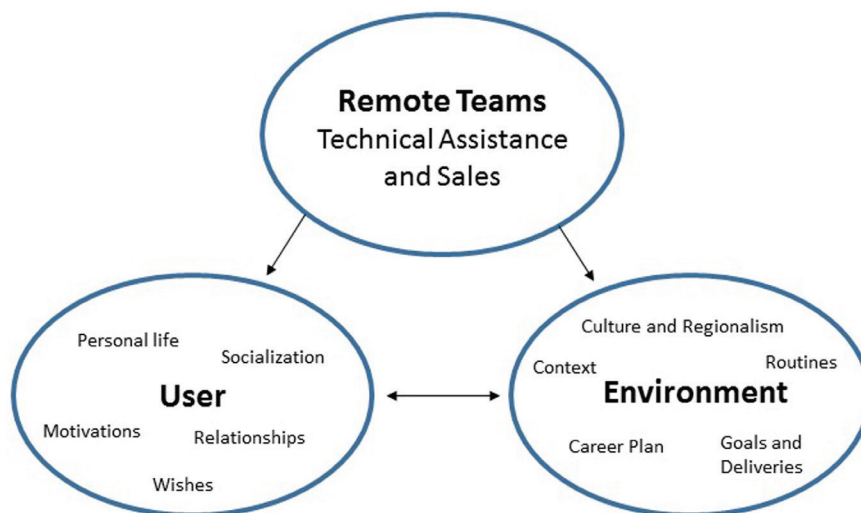 Remote Teams
Technical Assistance
and Sales
Personal life
Socialization
User
Motivations
Relationships
Wishes
Culture and Regionalism
Context
Routines
Environment
Career Plan
Goals and
Deliveries